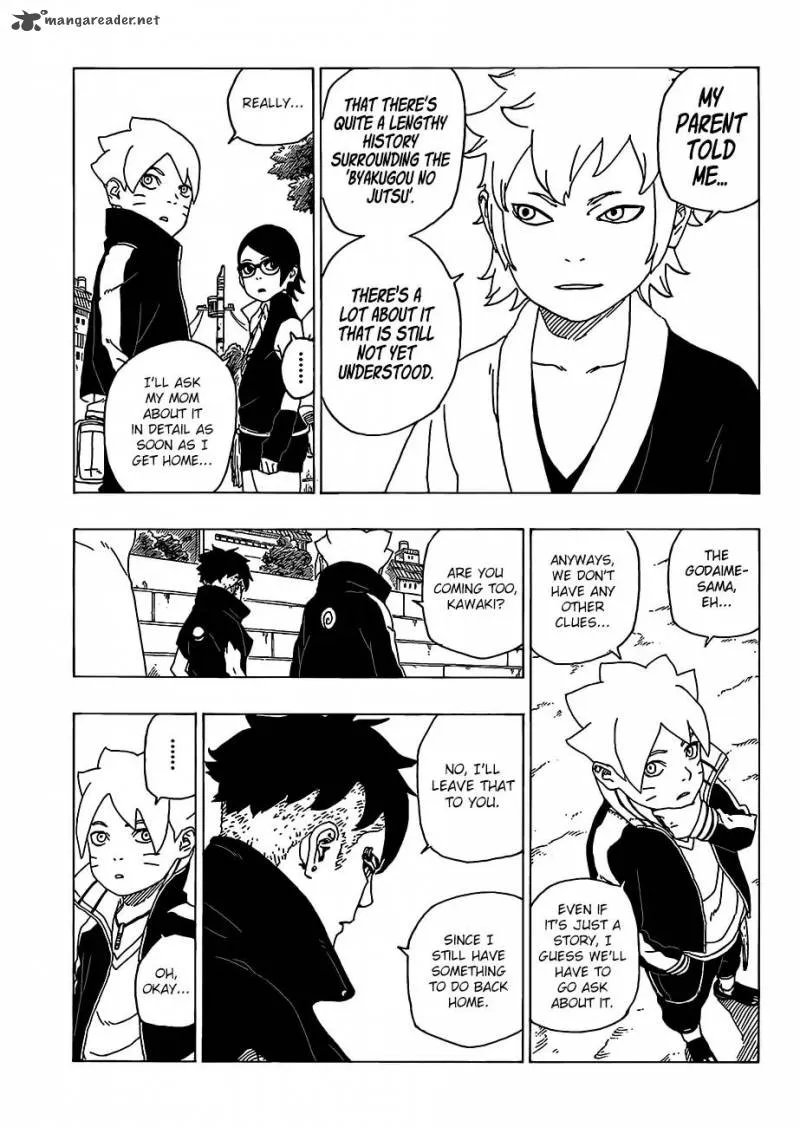 mangareader.net
MY
PARENT
TOLD
ME...
THAT THERE'S
QUITE A LENGTHY
HISTORY
SURROUNDING THE
'BYAKUGOU NO
JUTSU'.
THERE'S A
LOT ABOUT IT
THAT IS STILL
NOT YET
UNDERSTOOD.
REALLY...
......
I'LL ASK
MY MOM
ABOUT IT
IN DETAIL AS
SOON AS I
GET HOME...
THE
GODAIME-
SAMA,
EH...
ANYWAYS,
WE DON'T
HAVE ANY
OTHER
CLUES...
EVEN IF
IT'S JUST A
STORY, I
GUESS WE'LL
HAVE TO
GO ASK
ABOUT IT.
ARE YOU
COMING TOO,
KAWAKI?
NO, I'LL
LEAVE THAT
TO YOU.
SINCE I
STILL HAVE
SOMETHING
TO DO BACK
HOME.
......
OH,
OKAY...